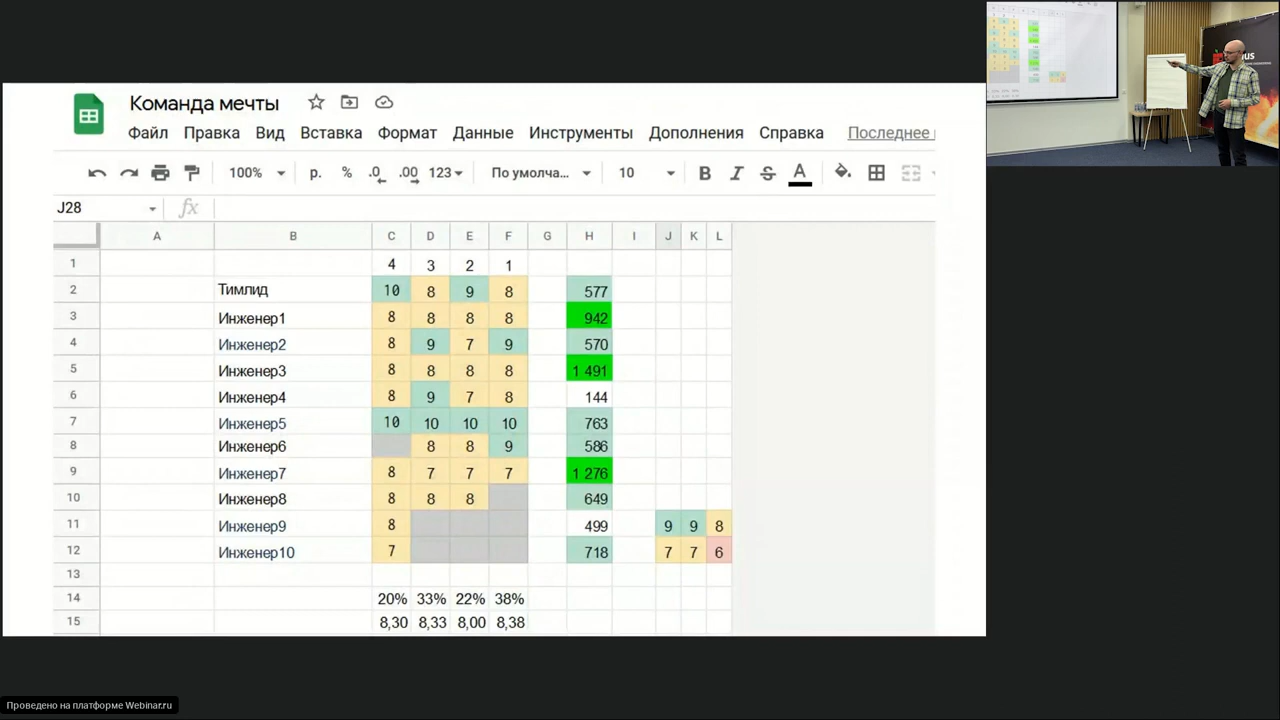 Команда мечты
Файл Правка Вид Вставка Формат Данные Инструменты Дополнения Справка Последнее
100% р. % .0 .00 123 По умолча... 10 B I S A
J28 fx
A B C D E F G H I J K L
1 4 3 2 1
2 Тимлид 10 8 9 8 577
3 Инженер1 8 8 8 8 942
4 Инженер2 8 9 7 9 570
5 Инженер3 8 8 8 8 1 491
6 Инженер4 8 9 7 8 144
7 Инженер5 10 10 10 10 763
8 Инженер6 8 8 9 586
9 Инженер7 8 7 7 7 1 276
10 Инженер8 8 8 8 649
11 Инженер9 8 499 9 9 8
12 Инженер10 7 718 7 7 6
13
14 20% 33% 22% 38%
15 8,30 8,33 8,00 8,38
Проведено на платформе Webinar.ru